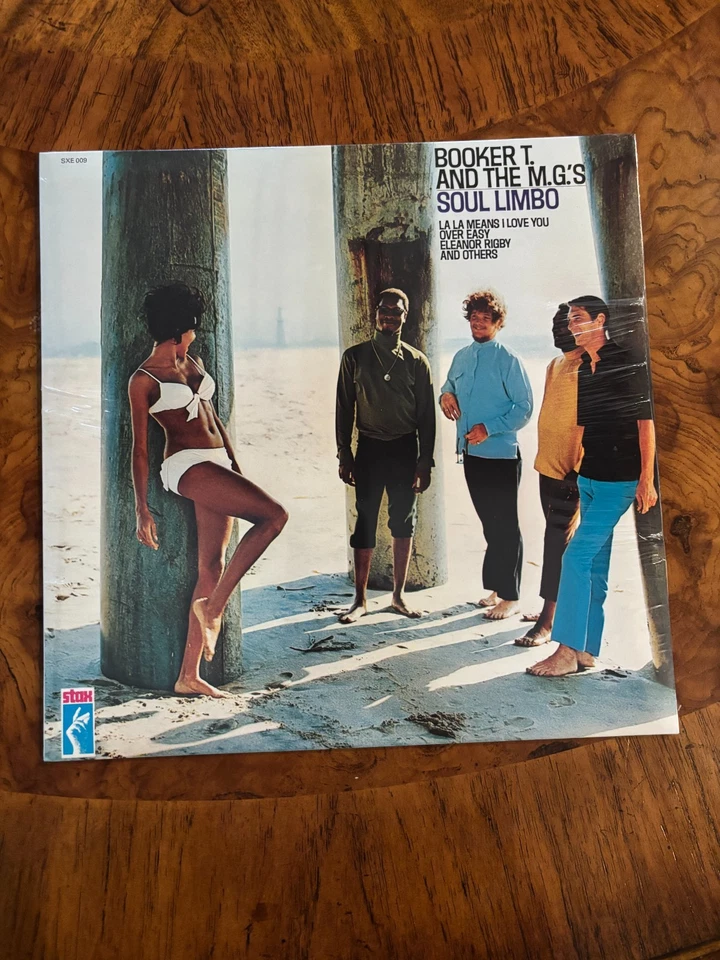 SXE 009
BOOKER T.
AND THE M.G.'S
SOUL LIMBO
LA LA MEANS I LOVE YOU
OVER EASY
ELEANOR RIGBY
AND OTHERS
stax